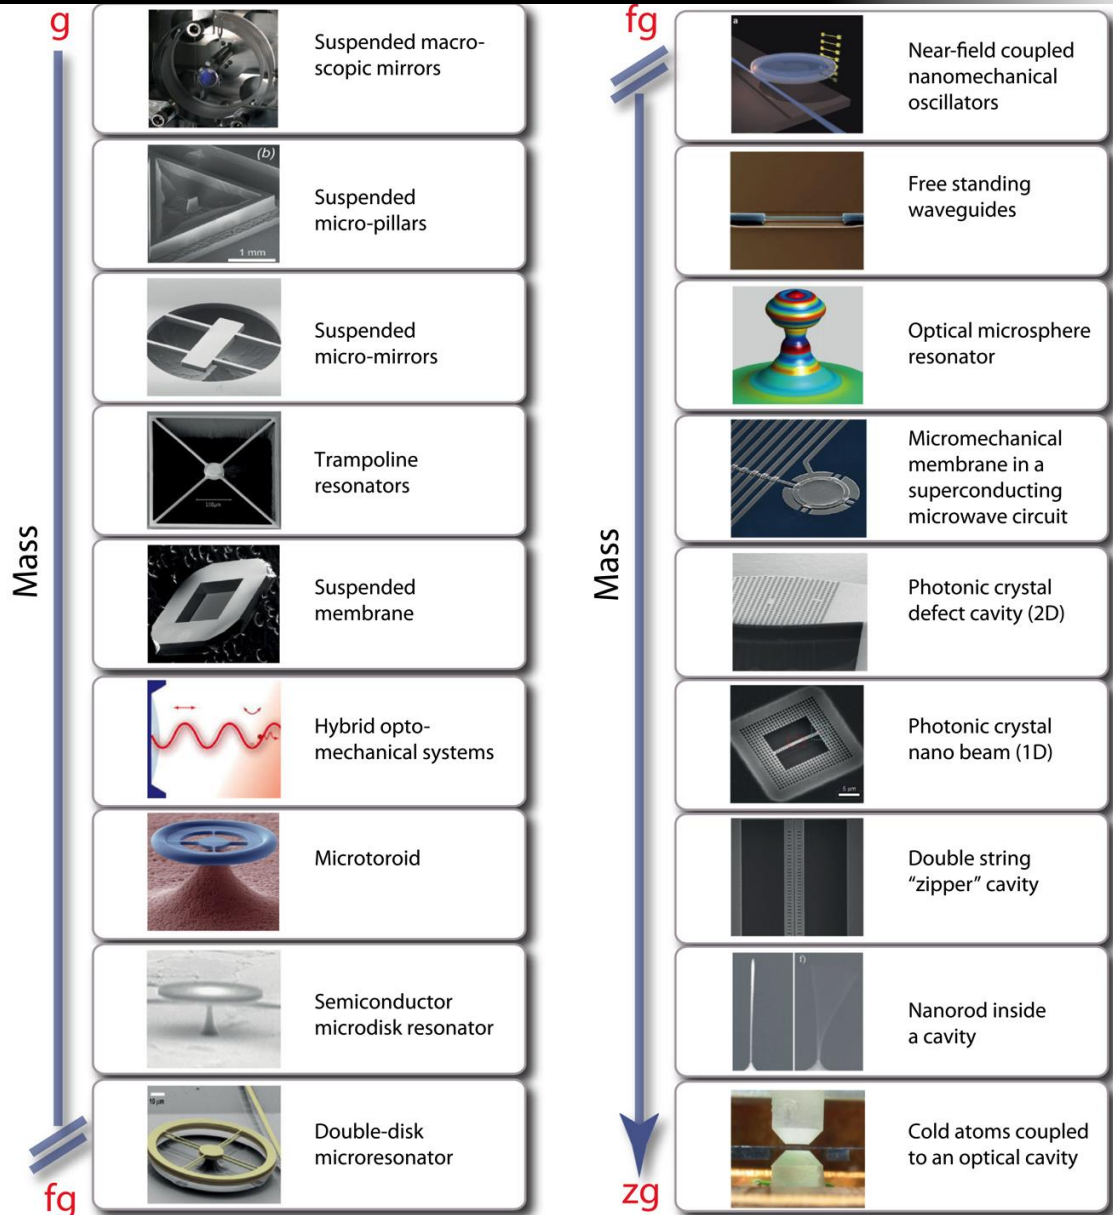 g
Suspended macro-
scopic mirrors
(b)
1 mm
Suspended
micro-pillars
Suspended
micro-mirrors
Trampoline
resonators
Suspended
membrane
Hybrid opto-
mechanical systems
Microtoroid
Semiconductor
microdisk resonator
10 μm
Double-disk
microresonator
Mass
fg
fg
a
Near-field coupled
nanomechanical
oscillators
Free standing
waveguides
Optical microsphere
resonator
Micromechanical
membrane in a
superconducting
microwave circuit
Photonic crystal
defect cavity (2D)
Photonic crystal
nano beam (1D)
5 μm
Double string
“zipper” cavity
f)
Nanorod inside
a cavity
Cold atoms coupled
to an optical cavity
Mass
zg